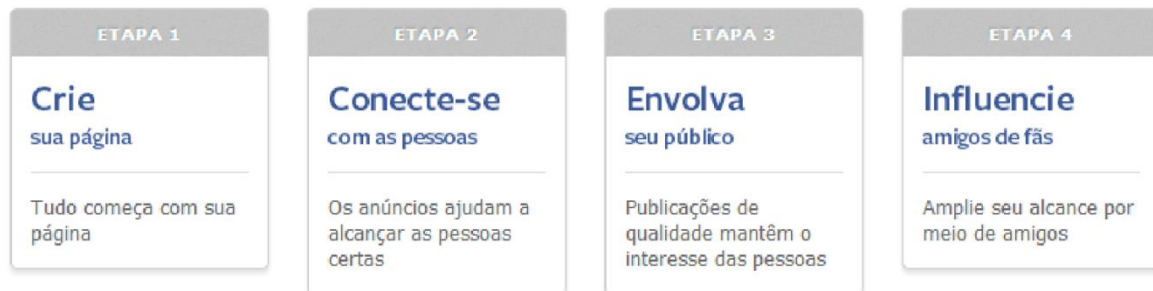 ETAPA 1
Crie
sua página
Tudo começa com sua
página
ETAPA 2
Conecte-se
com as pessoas
Os anúncios ajudam a
alcançar as pessoas
certas
ETAPA 3
Envolva
seu público
Publicações de
qualidade mantêm o
interesse das pessoas
ETAPA 4
Influencie
amigos de fãs
Amplie seu alcance por
meio de amigos